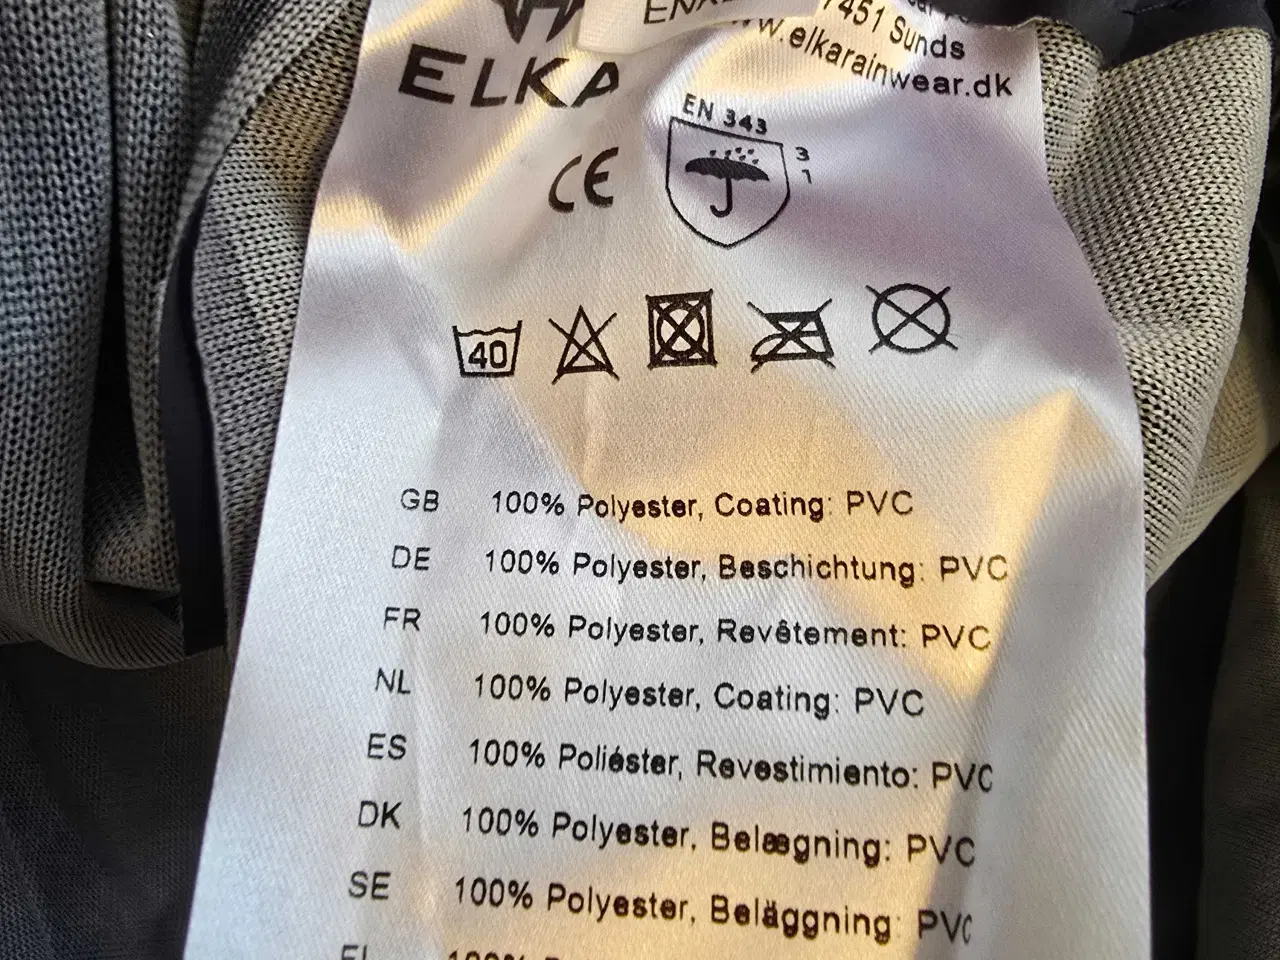 7451 Sunds
www.elkarainwear.dk
ELKA
EN 343
CE
3
1
40
GB 100% Polyester, Coating: PVC
DE 100% Polyester, Beschichtung: PVC
FR 100% Polyester, Revêtement: PVC
NL 100% Polyester, Coating: PVC
ES 100% Poliéster, Revestimiento: PVC
DK 100% Polyester, Belægning: PVC
SE 100% Polyester, Beläggning: PVC